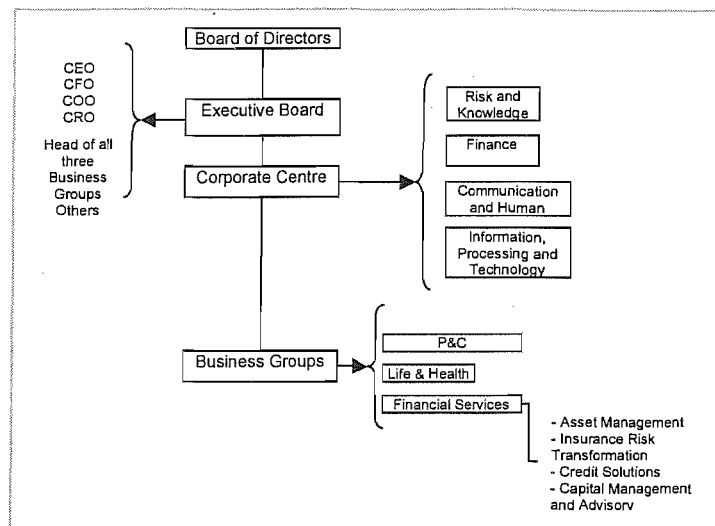 Board of Directors
CEO
CFO
COO
CRO
Head of all
three
Business
Groups
Others
Executive Board
Corporate Centre
Risk and
Knowledge
Finance
Communication
and Human
Information,
Processing and
Technology
Business Groups
P&C
Life & Health
Financial Services
- Asset Management
- Insurance Risk
Transformation
- Credit Solutions
- Capital Management
and Advisory